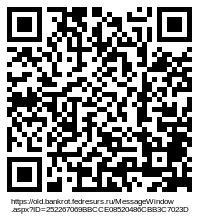 https://old.bankrot.fedresurs.ru/MessageWindow
.aspx?ID=252267069BBCCE08520486CBB3C7023D